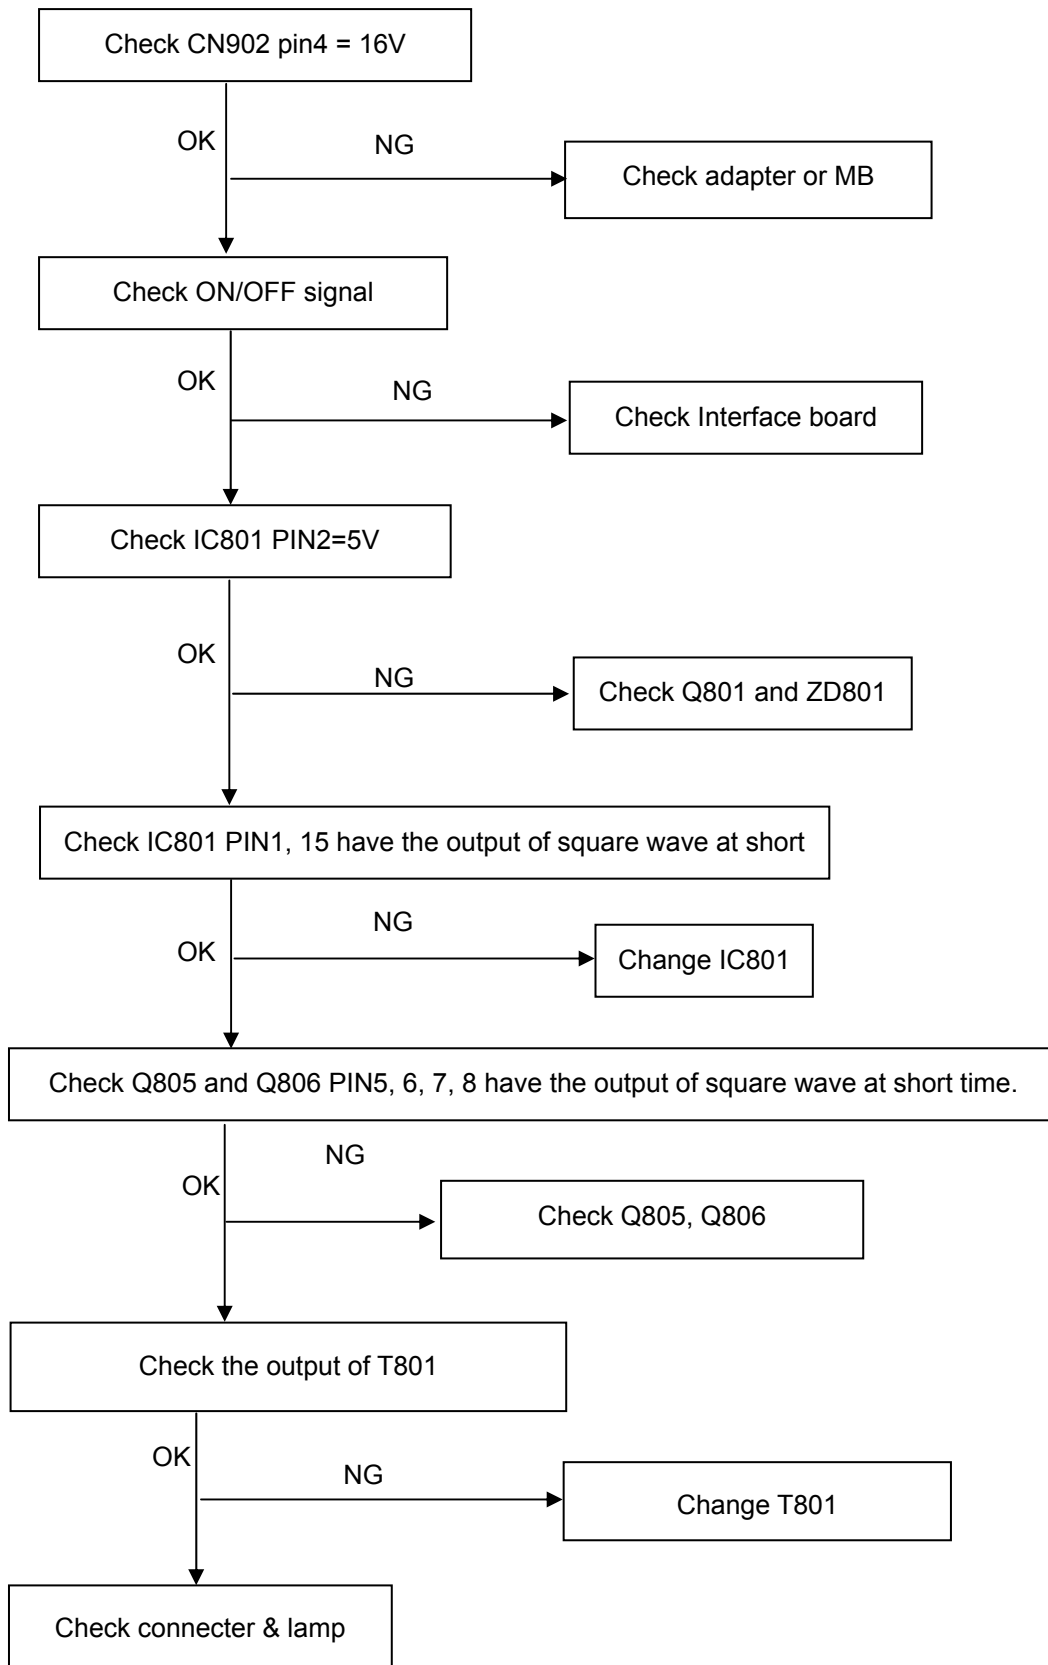 Check CN902 pin4 = 16V
OK
NG
Check adapter or MB
Check ON/OFF signal
OK
NG
Check Interface board
Check IC801 PIN2=5V
OK
NG
Check Q801 and ZD801
Check IC801 PIN1, 15 have the output of square wave at short
NG
OK
Change IC801
Check Q805 and Q806 PIN5, 6, 7, 8 have the output of square wave at short time.
NG
OK
Check Q805, Q806
Check the output of T801
OK
NG
Change T801
Check connecter & lamp